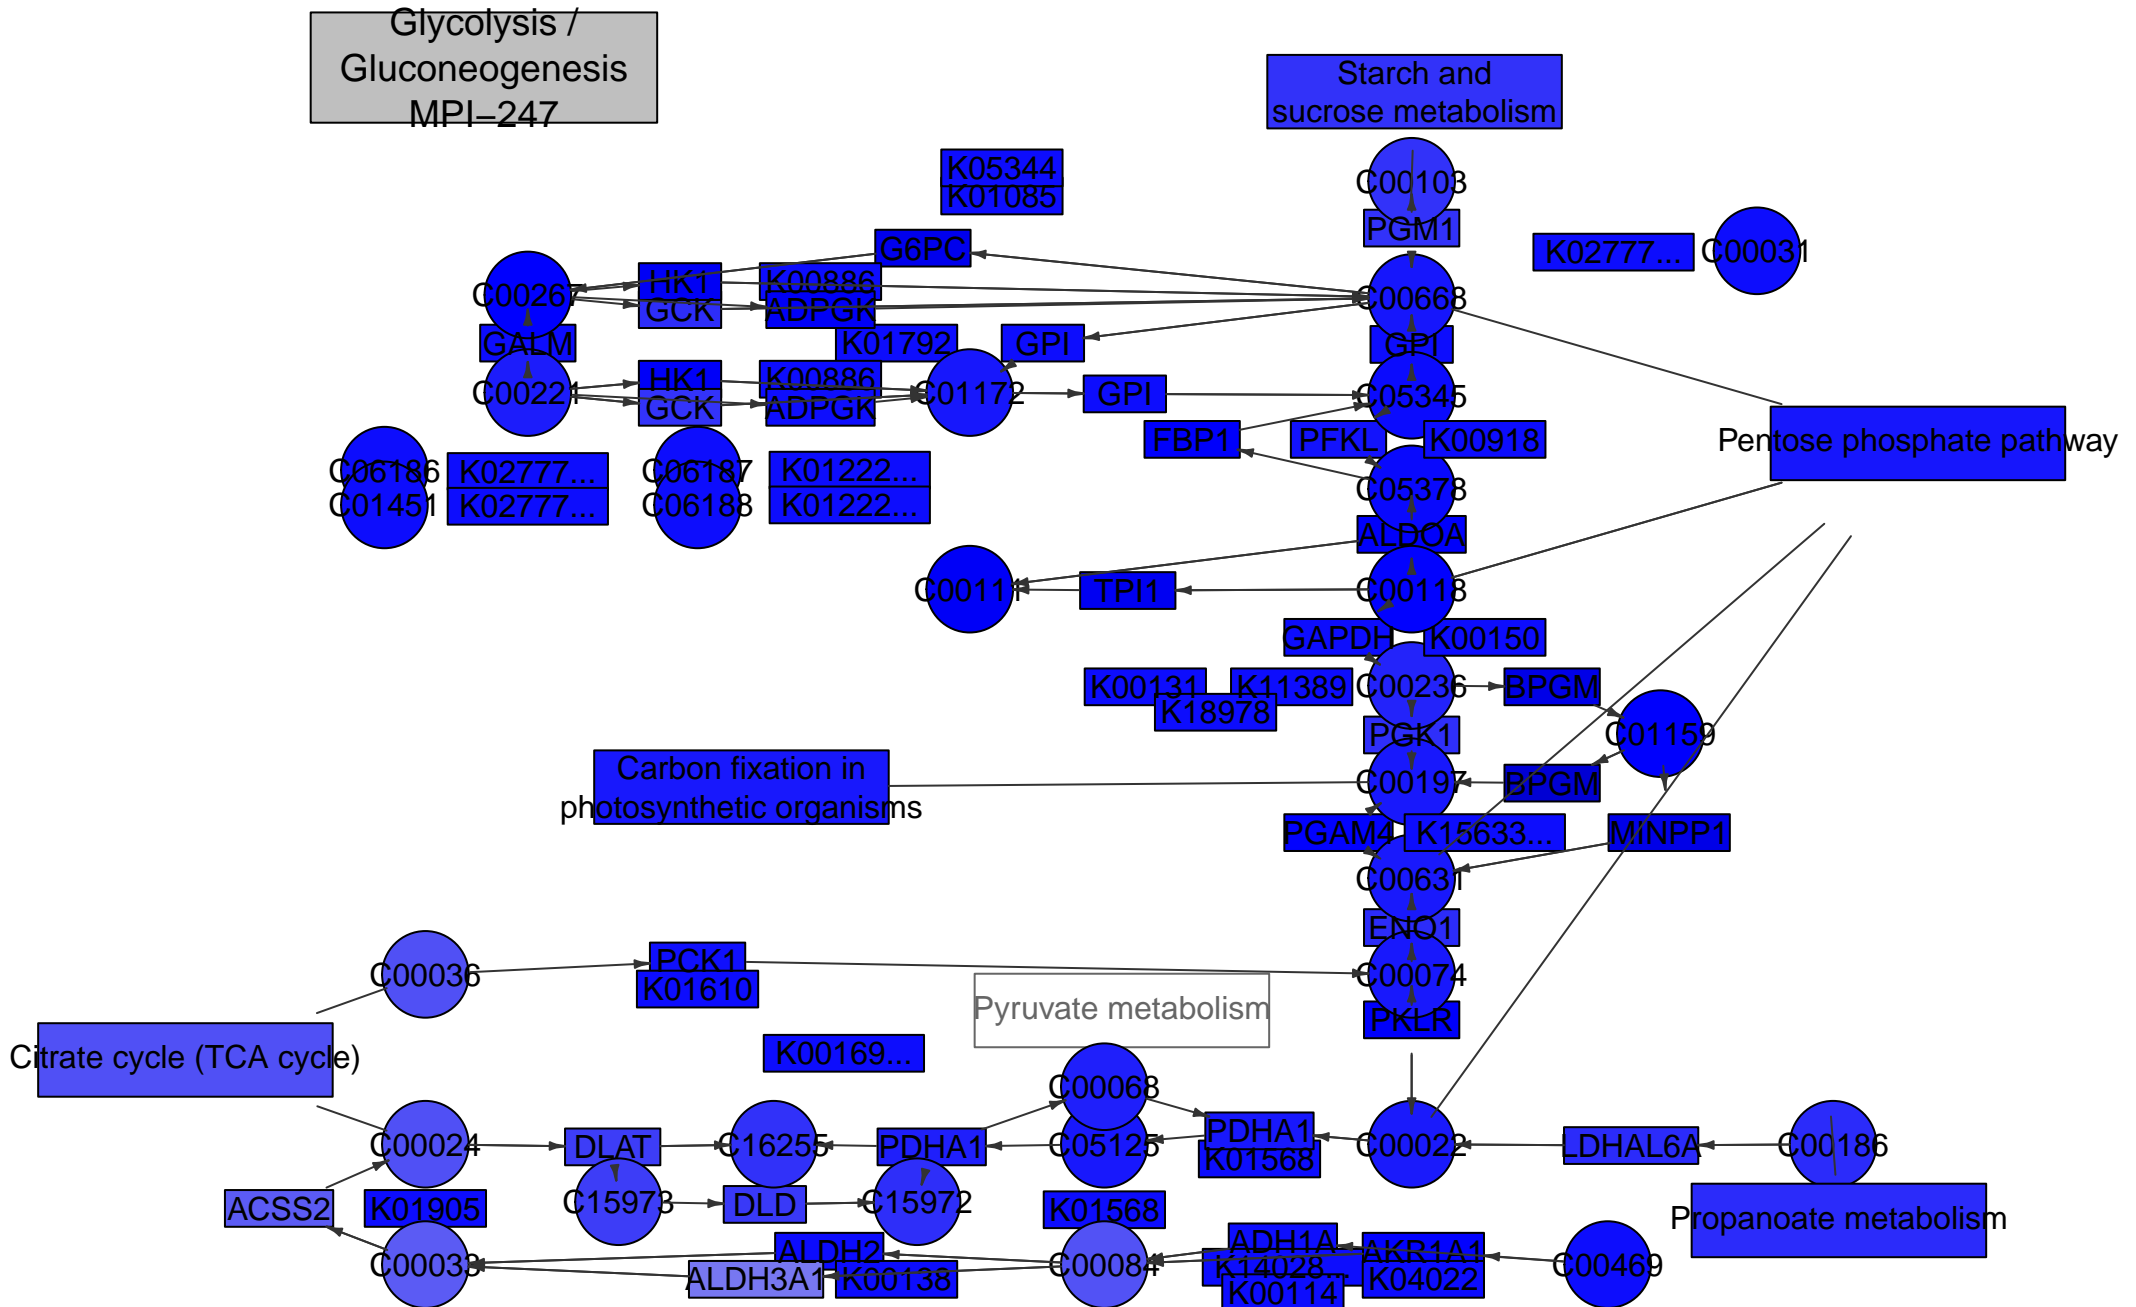 Glycolysis /
Gluconeogenesis
MPI–247
Starch and
sucrose metabolism
K05344
K01085
C00103
PGM1
G6PC
K02777...
C00031
C00267
HK1
K00886
GCK
ADPGK
C00668
GALM
K01792
GPI
GPI
C00221
HK1
K00886
GCK
ADPGK
C01172
GPI
C05345
FBP1
PFKL
K00918
Pentose phosphate pathway
C06186
K02777...
C06187
K01222...
C05378
C01451
K02777...
C06188
K01222...
ALDOA
C00111
TPI1
C00118
GAPDH
K00150
K00131
K11389
C00236
BPGM
K18978
PGK1
C01159
Carbon fixation in
photosynthetic organisms
C00197
BPGM
PGAM4
K15633...
MINPP1
C00631
ENO1
PCK1
C00036
C00074
K01610
Pyruvate metabolism
PKLR
Citrate cycle (TCA cycle)
K00169...
C00068
C00024
DLAT
C16255
PDHA1
C05125
PDHA1
K01568
C00022
LDHAL6A
C00186
ACSS2
K01905
C15973
DLD
C15972
K01568
Propanoate metabolism
C00033
ALDH2
ALDH3A1
K00138
C00084
ADH1A
K14028...
K00114
AKR1A1
K04022
C00469